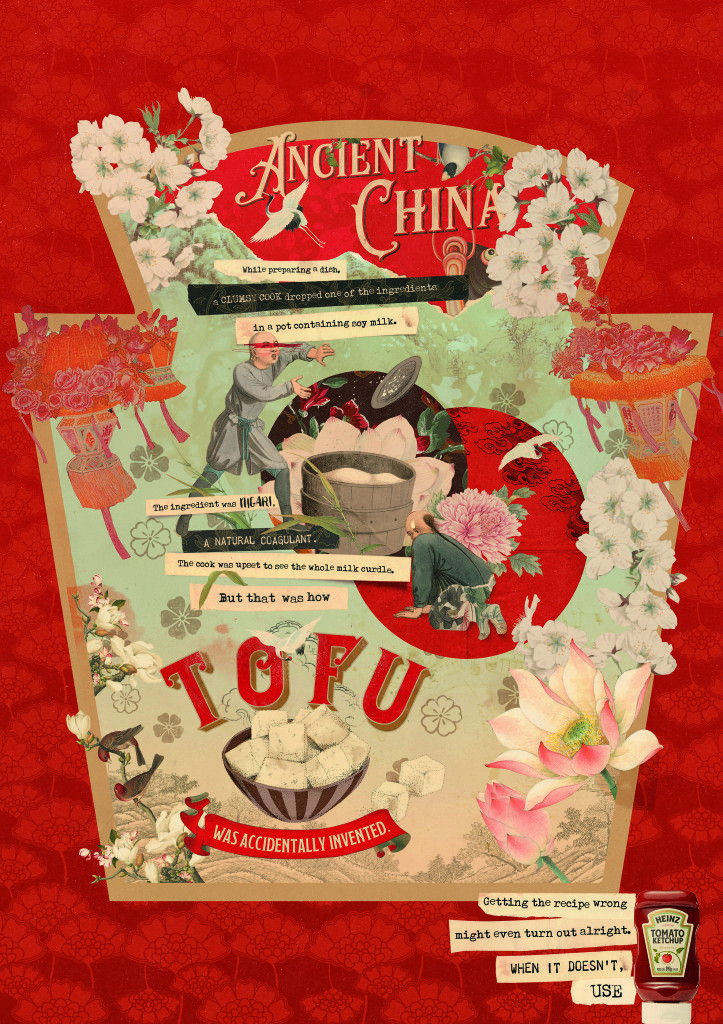 ANCIENT
CHINA
While preparing a dish,
a CLUMSY COOK dropped one of the ingredients
in a pot containing soy milk.
The ingredient was NIGARI,
A NATURAL COAGULANT.
The cook was upset to see the whole milk curdle.
But that was how
TOFU
WAS ACCIDENTALLY INVENTED.
Getting the recipe wrong
might even turn out alright.
WHEN IT DOESN'T,
USE
HEINZ
TOMATO
KETCHUP